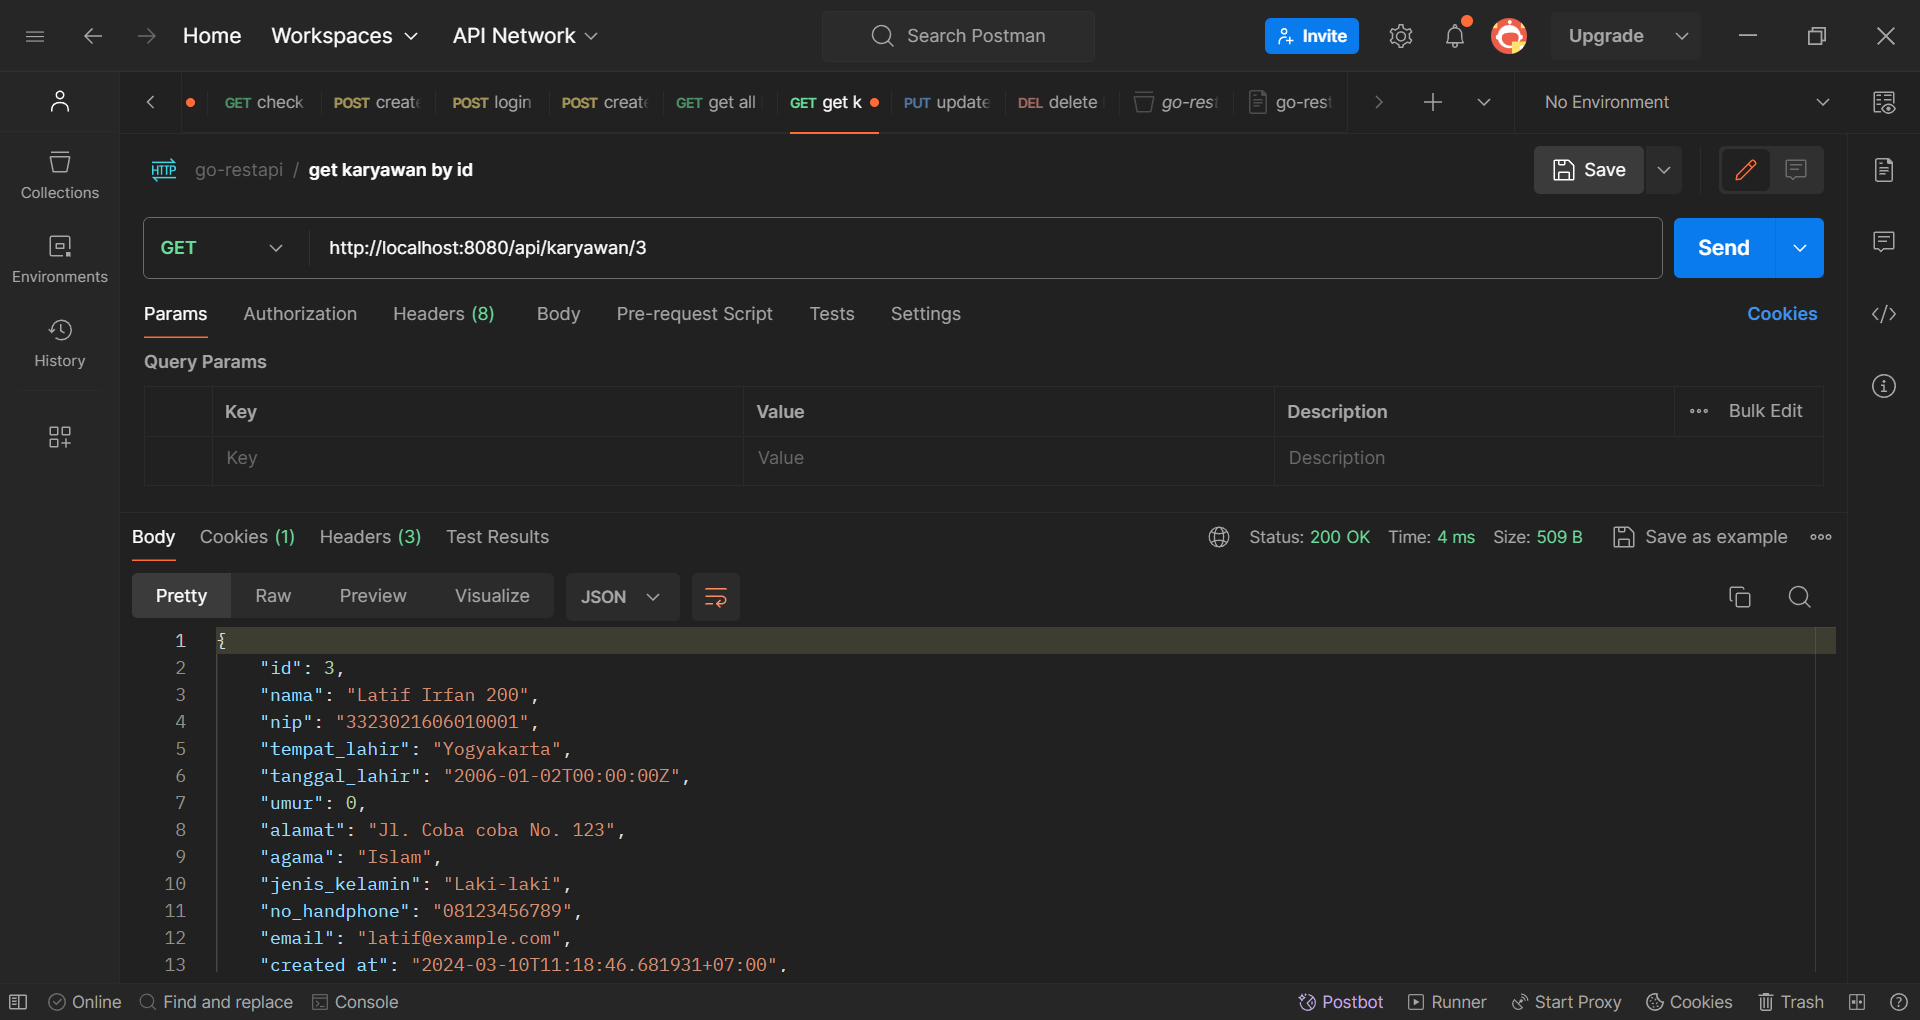 Home Workspaces API Network Search Postman Invite Upgrade
GET check POST create POST login POST create GET get all GET get k PUT update DEL delete go-rest go-rest No Environment
HTTP go-restapi / get karyawan by id Save
Collections
Environments
History
GET http://localhost:8080/api/karyawan/3 Send
Params Authorization Headers (8) Body Pre-request Script Tests Settings Cookies
Query Params
Key Value Description Bulk Edit
Key Value Description
Body Cookies (1) Headers (3) Test Results Status: 200 OK Time: 4 ms Size: 509 B Save as example
Pretty Raw Preview Visualize JSON
1 {
2 "id": 3,
3 "nama": "Latif Irfan 200",
4 "nip": "3323021606010001",
5 "tempat_lahir": "Yogyakarta",
6 "tanggal_lahir": "2006-01-02T00:00:00Z",
7 "umur": 0,
8 "alamat": "Jl. Coba coba No. 123",
9 "agama": "Islam",
10 "jenis_kelamin": "Laki-laki",
11 "no_handphone": "08123456789",
12 "email": "latif@example.com",
13 "created_at": "2024-03-10T11:18:46.681931+07:00",
Online Find and replace Console Postbot Runner Start Proxy Cookies Trash